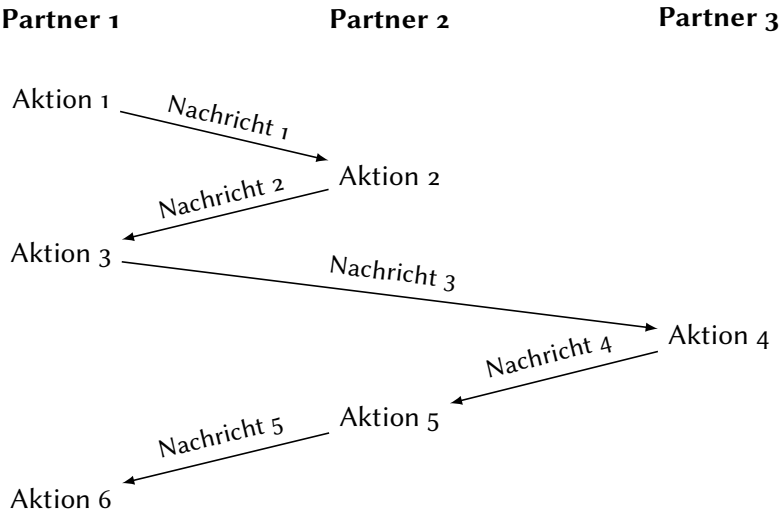 Partner 1 Partner 2 Partner 3
Aktion 1
Nachricht 1
Aktion 2
Nachricht 2
Aktion 3
Nachricht 3
Aktion 4
Nachricht 4
Aktion 5
Nachricht 5
Aktion 6